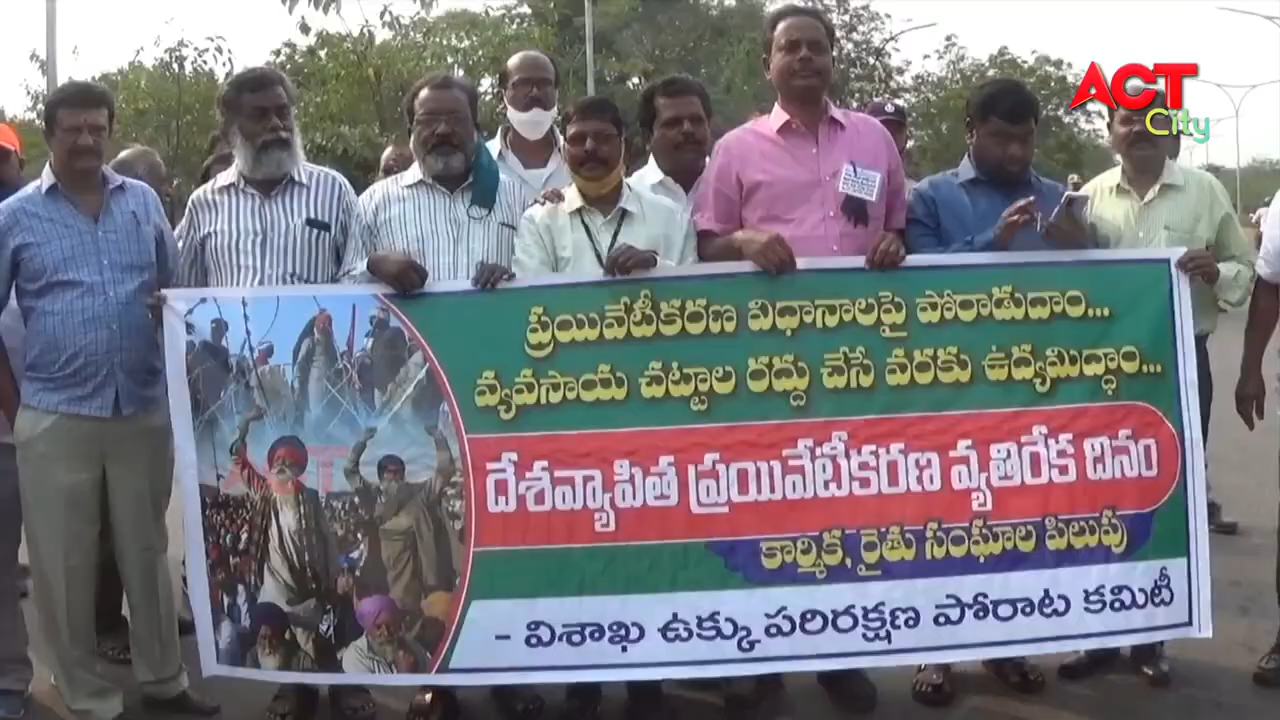 ACT
City
ప్రయివేటీకరణ విధానాలపై పోరాడుదాం...
వ్యవసాయ చట్టాల రద్దు చేసే వరకు ఉద్యమిద్ధాం...
దేశవ్యాపిత ప్రయివేటీకరణ వ్యతిరేక దినం
కార్మిక, రైతు సంఘాల పిలుపు
- విశాఖ ఉక్కు పరిరక్షణ పోరాట కమిటీ
ACT